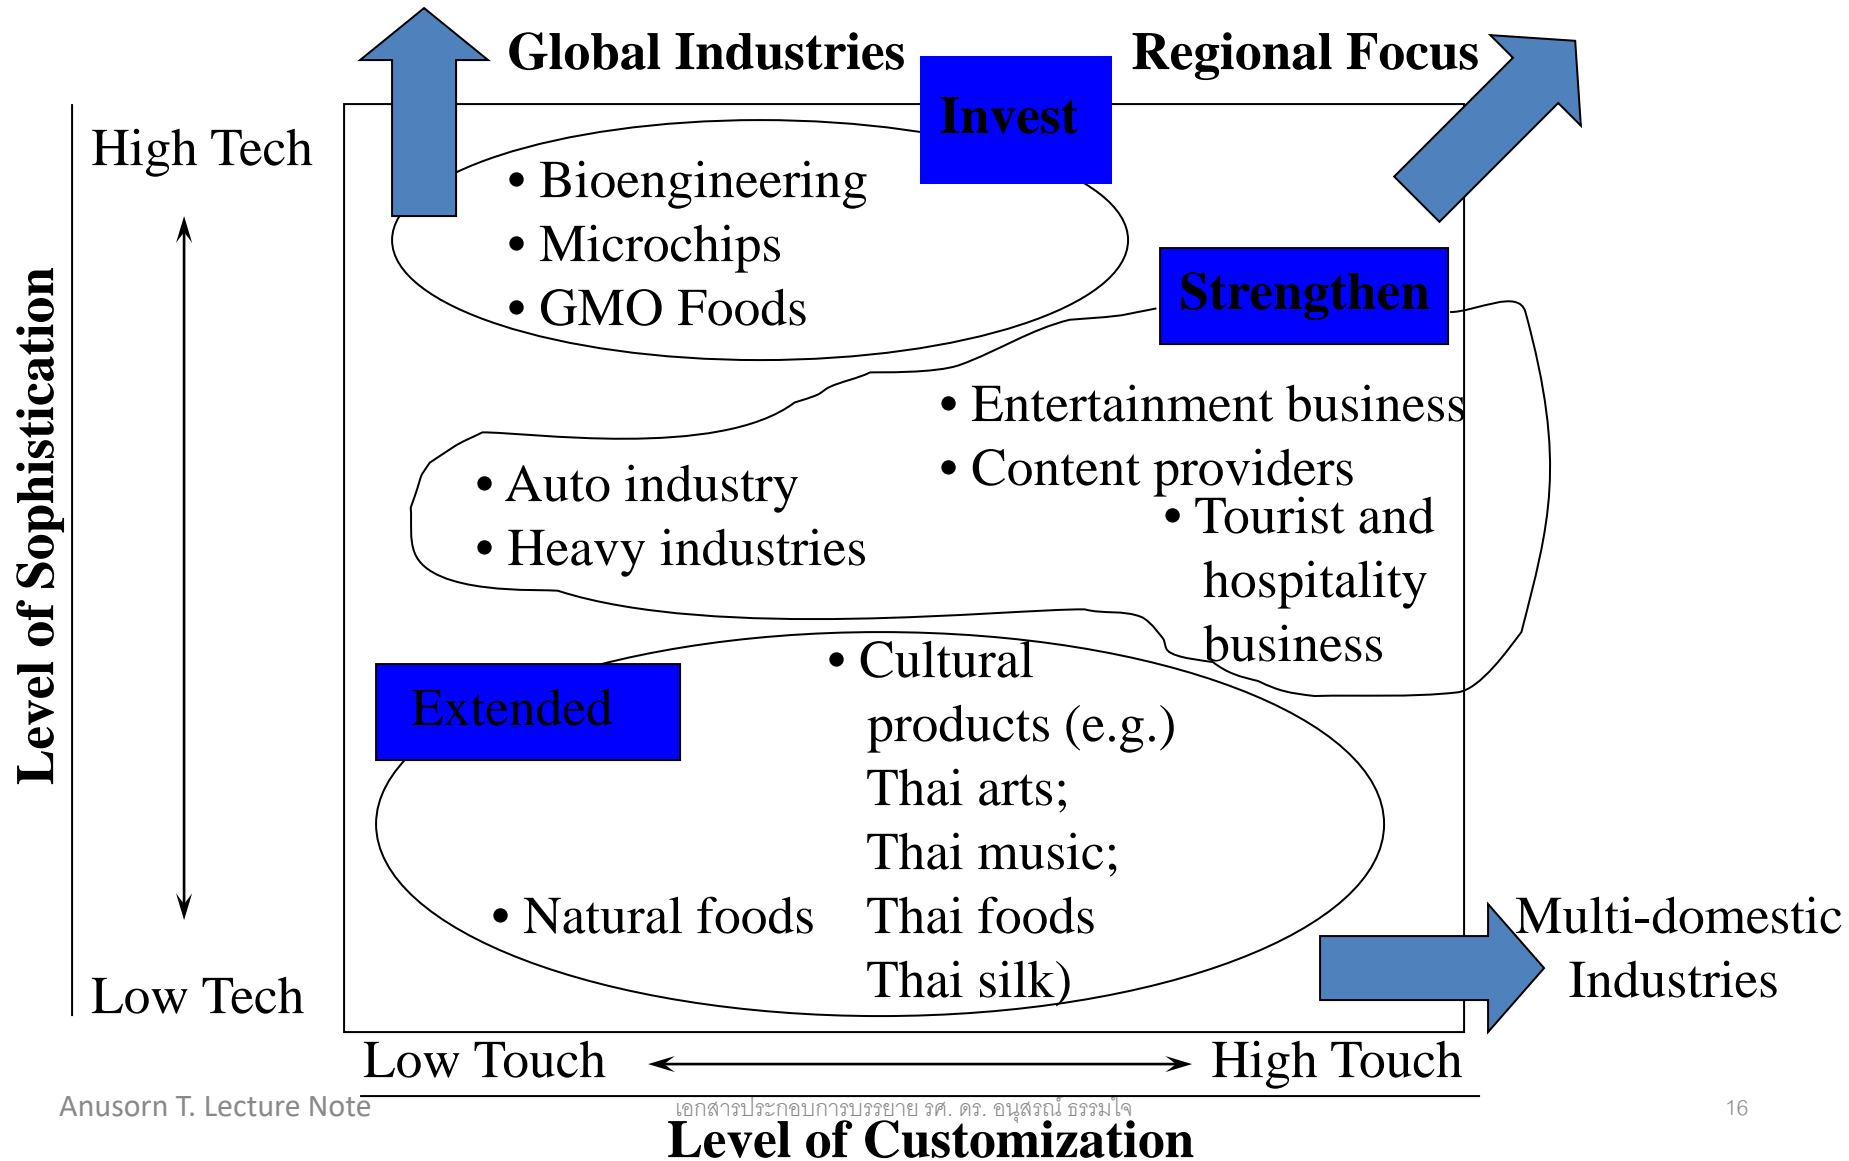 Global Industries
Regional Focus
Invest
High Tech
• Bioengineering
• Microchips
• GMO Foods
Strengthen
• Entertainment business
• Content providers
• Auto industry
• Heavy industries
• Tourist and
hospitality
business
Level of Sophistication
Extended
• Cultural
products (e.g.)
Thai arts;
Thai music;
• Natural foods
Thai foods
Thai silk)
Multi-domestic
Industries
Low Tech
Low Touch
High Touch
Anusorn T. Lecture Note
เอกสารประกอบการบรรยาย รศ. ดร. อนุสรณ์ ธรรมใจ
16
Level of Customization